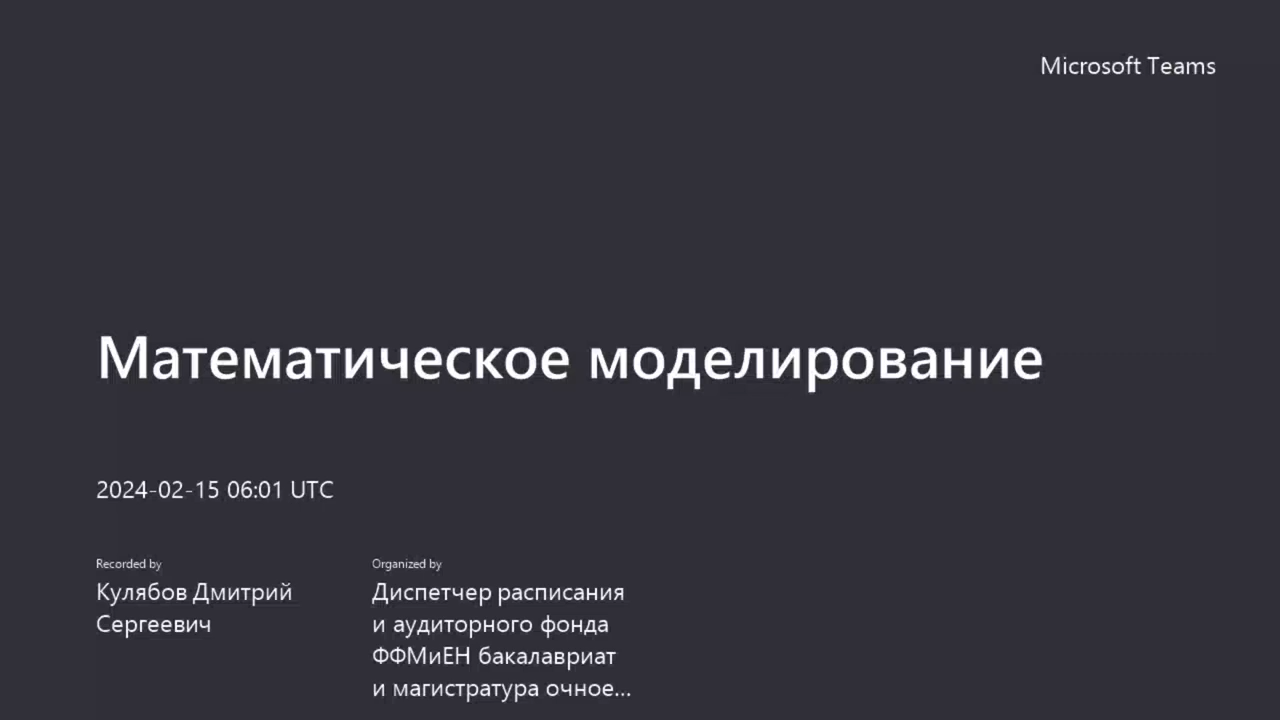 Microsoft Teams
Математическое моделирование
2024-02-15 06:01 UTC
Recorded by
Кулябов Дмитрий
Сергеевич
Organized by
Диспетчер расписания
и аудиторного фонда
ФФМиЕН бакалавриат
и магистратура очное...